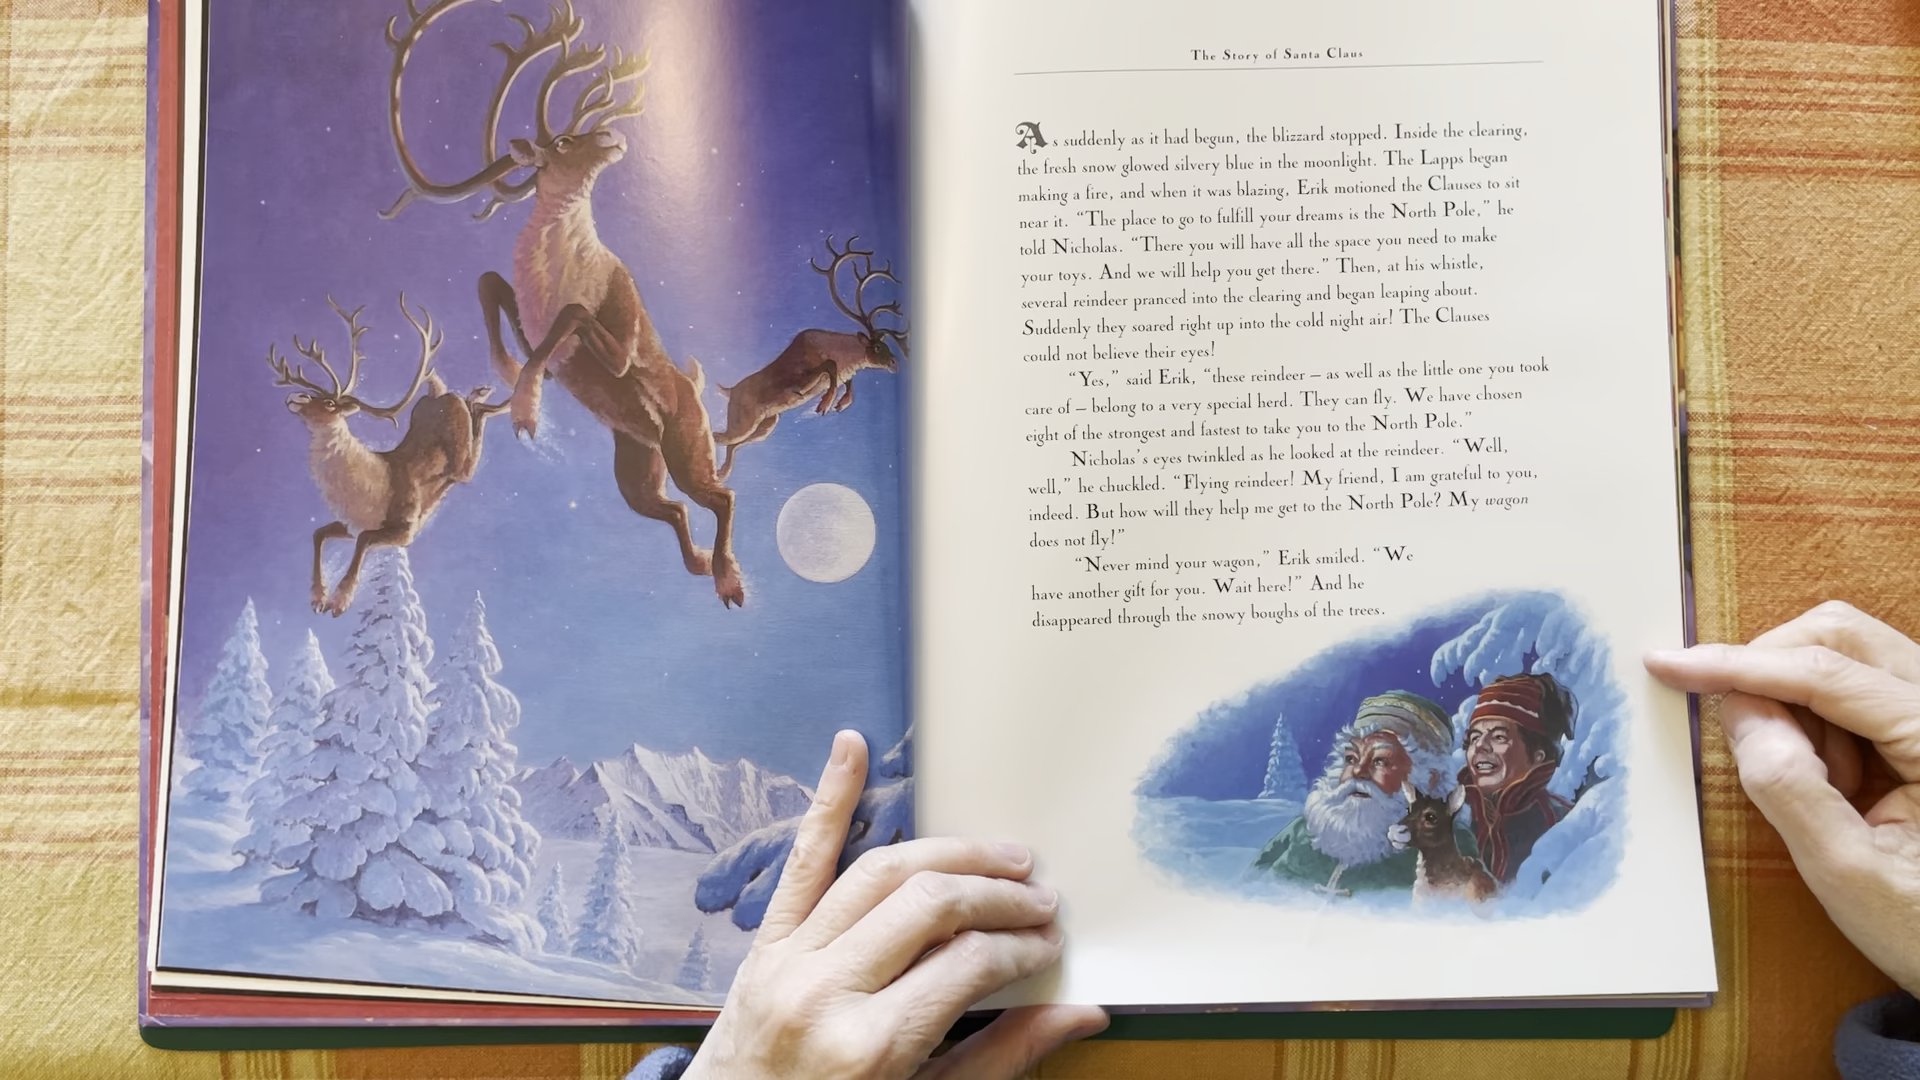 The Story of Santa Claus
As suddenly as it had begun, the blizzard stopped. Inside the clearing,
the fresh snow glowed silvery blue in the moonlight. The Lapps began
making a fire, and when it was blazing, Erik motioned the Clauses to sit
near it. “The place to go to fulfill your dreams is the North Pole,” he
told Nicholas. “There you will have all the space you need to make
your toys. And we will help you get there.” Then, at his whistle,
several reindeer pranced into the clearing and began leaping about.
Suddenly they soared right up into the cold night air! The Clauses
could not believe their eyes!
“Yes,” said Erik, “these reindeer – as well as the little one you took
care of – belong to a very special herd. They can fly. We have chosen
eight of the strongest and fastest to take you to the North Pole.”
Nicholas’s eyes twinkled as he looked at the reindeer. “Well,
well,” he chuckled. “Flying reindeer! My friend, I am grateful to you,
indeed. But how will they help me get to the North Pole? My wagon
does not fly!”
“Never mind your wagon,” Erik smiled. “We
have another gift for you. Wait here!” And he
disappeared through the snowy boughs of the trees.